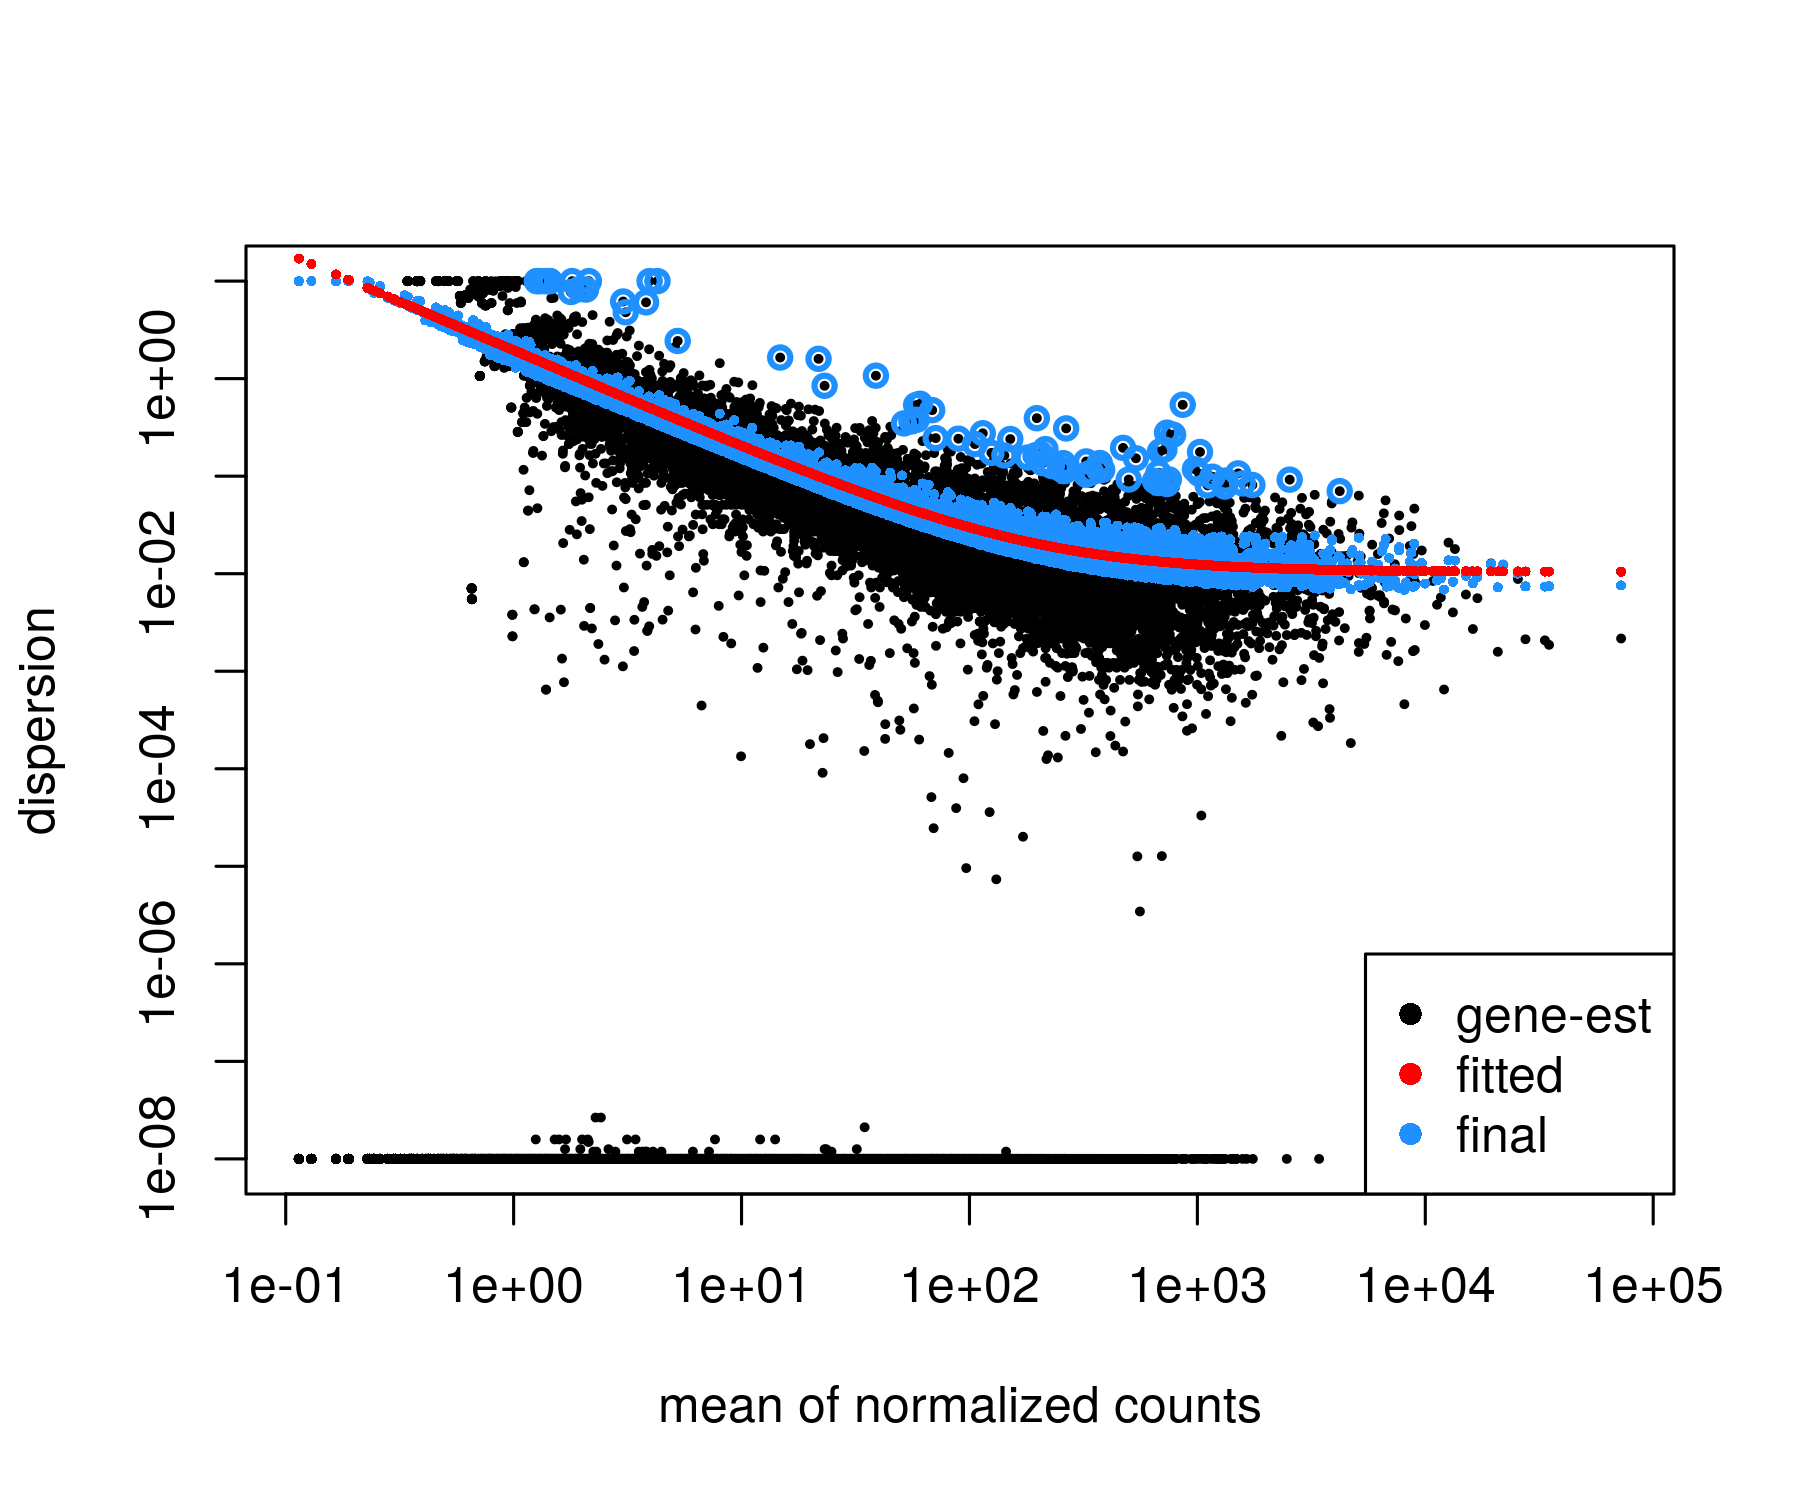 dispersion
1e+00
1e-02
1e-04
1e-06
1e-08
gene-est
fitted
final
1e-01 1e+00 1e+01 1e+02 1e+03 1e+04 1e+05
mean of normalized counts